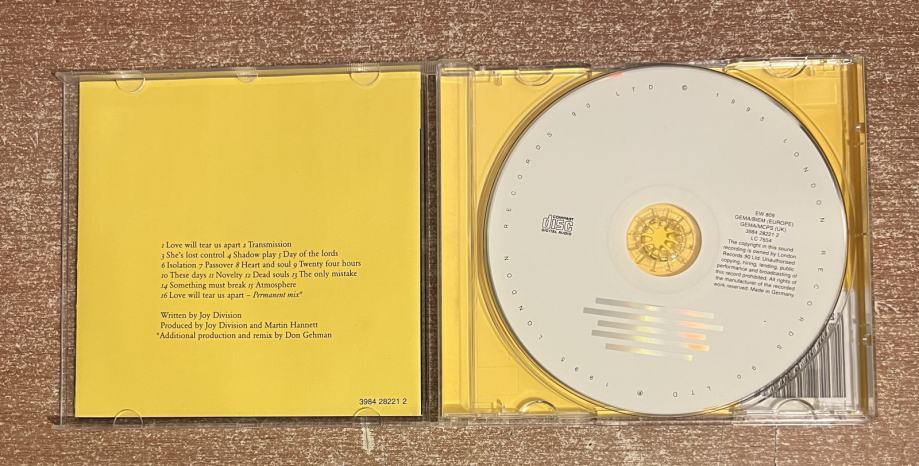 1 Love will tear us apart 2 Transmission
3 She's lost control 4 Shadow play 5 Day of the lords
6 Isolation 7 Passover 8 Heart and soul 9 Twenty four hours
10 These days 11 Novelty 12 Dead souls 13 The only mistake
14 Something must break 15 Atmosphere
16 Love will tear us apart – Permanent mix*
Written by Joy Division
Produced by Joy Division and Martin Hannett
*Additional production and remix by Don Gehman
3984 28221 2
℗ 1995 LONDON RECORDS 90 LTD © 1995 LONDON RECORDS 90 LTD
COMPACT
disc
DIGITAL AUDIO
EW 809
GEMA/BIEM (EUROPE)
GEMA/MCPS (UK)
3984 28221 2
LC 7654
The copyright in this sound
recording is owned by London
Records 90 Ltd. Unauthorised
copying, hiring, lending, public
performance and broadcasting of
this record prohibited. All rights of
the manufacturer of the recorded
work reserved. Made in Germany